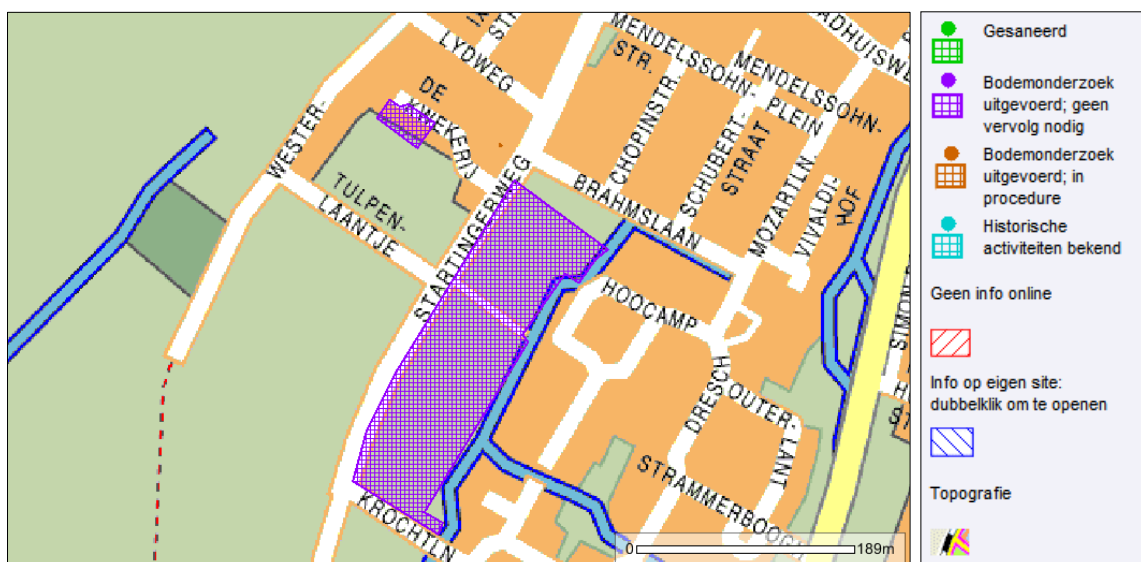 LYDWEG
STR.
MENDELSSOHN-
PLEIN
MENDELSSOHN-
DE
KWEKERIJ
WESTER-
CHOPINSTR.
SCHUBERT-
STRAAT
MOZARTLN
VIVALDI-
HOF
BRAHMSLAAN
TULPEN-
LAANTJE
STARTINGERWEG
HOOCAMP
DRESCH
OUTER-
LANT
STRAMMERBOOGH
KROCHTLN
0 189m
Gesaneerd
Bodemonderzoek
uitgevoerd; geen
vervolg nodig
Bodemonderzoek
uitgevoerd; in
procedure
Historische
activiteiten bekend
Geen info online
Info op eigen site:
dubbelklik om te openen
Topografie